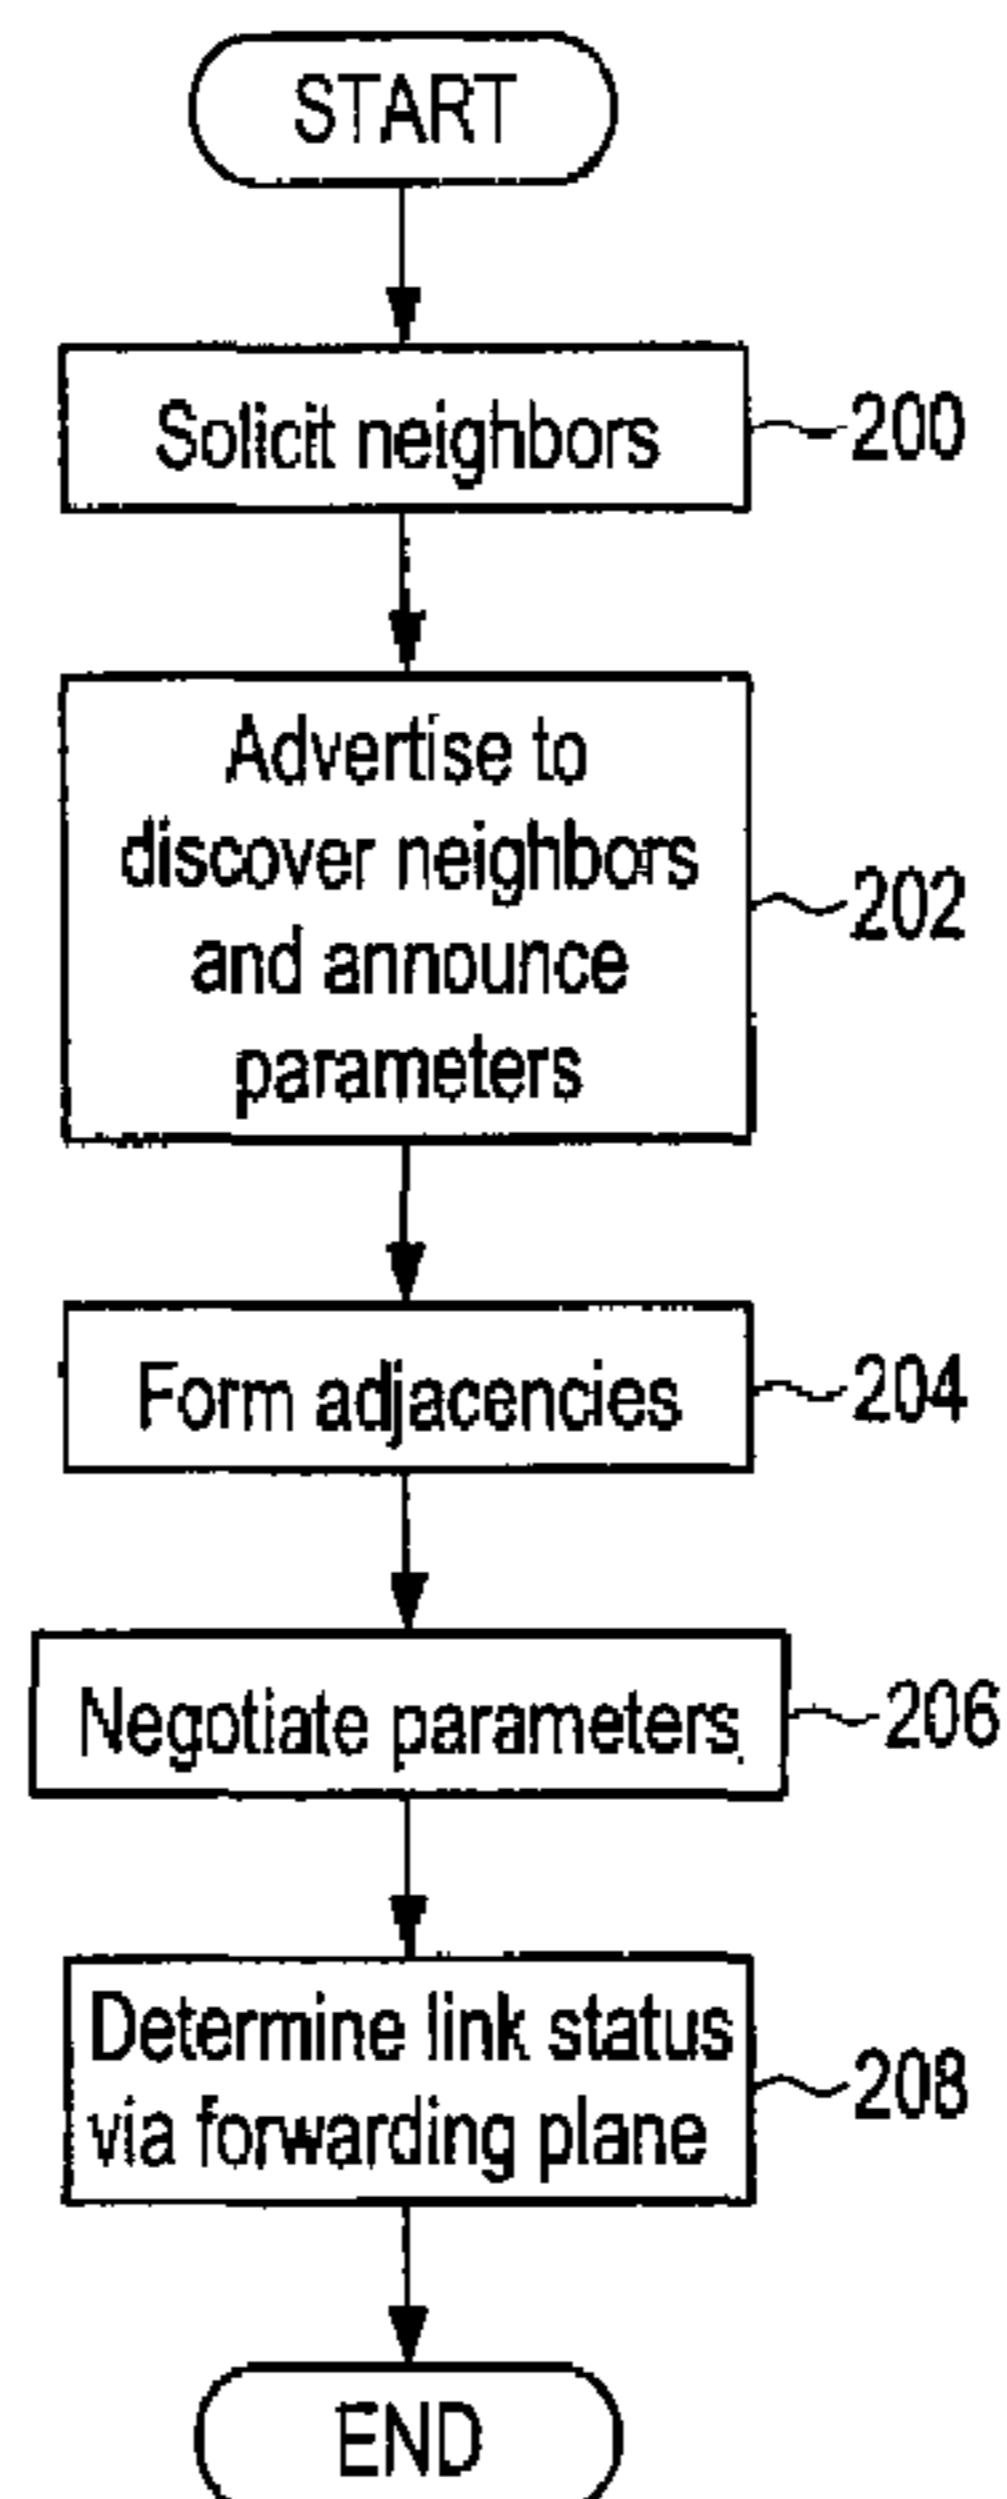 START
Solicit neighbors
200
Advertise to
discover neighbors
and announce
parameters
202
Form adjacencies
204
Negotiate parameters
206
Determine link status
via forwarding plane
208
END